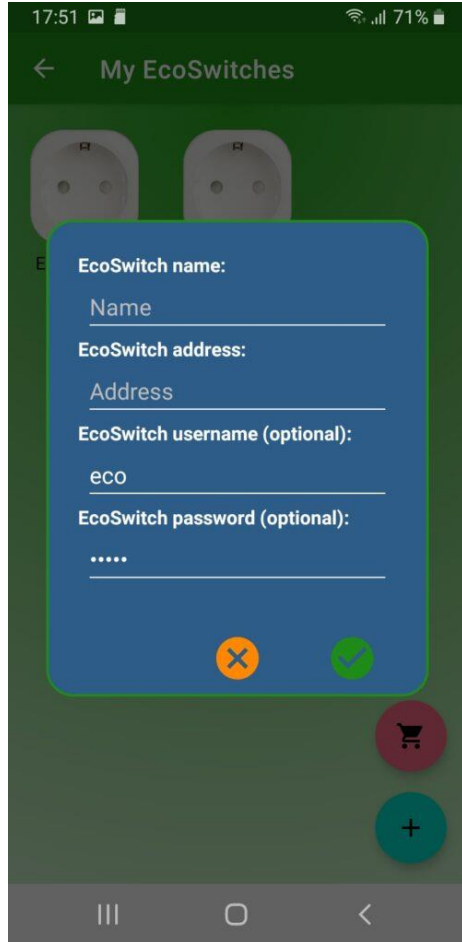 17:51 71%
My EcoSwitches
E
EcoSwitch name:
Name
EcoSwitch address:
Address
EcoSwitch username (optional):
eco
EcoSwitch password (optional):
•••••